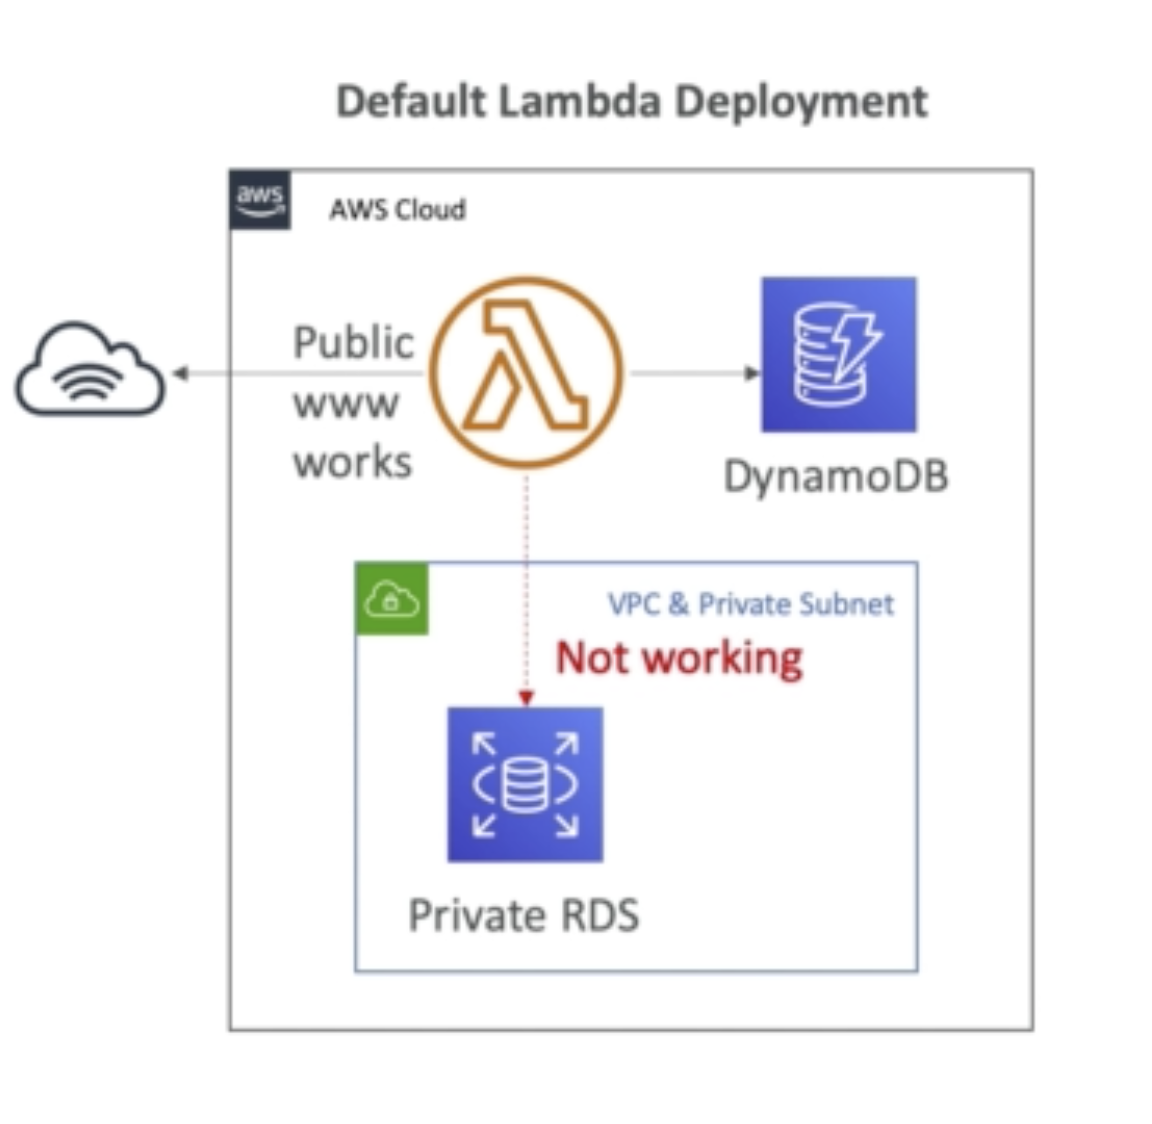 Default Lambda Deployment
aws
AWS Cloud
Public
www
works
DynamoDB
VPC & Private Subnet
Not working
Private RDS